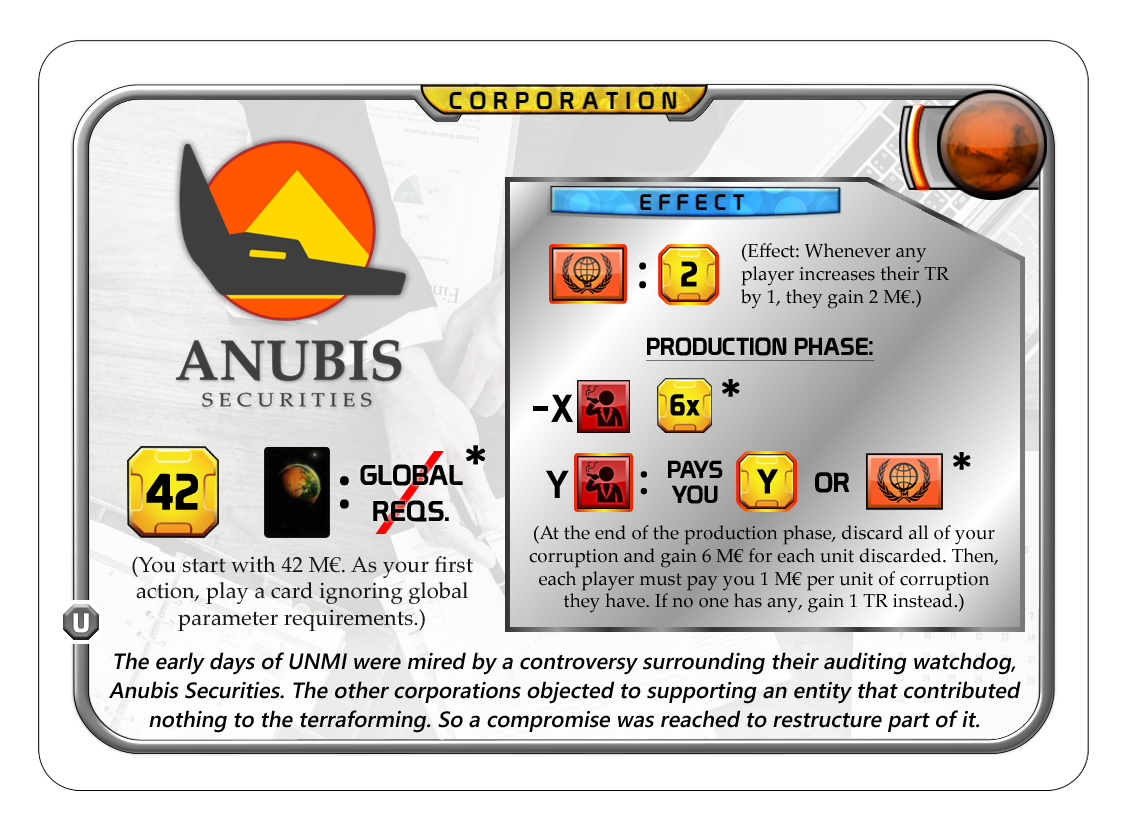 CORPORATION
EFFECT
: 2
(Effect: Whenever any
player increases their TR
by 1, they gain 2 M€.)
PRODUCTION PHASE:
-X 6x *
Y : PAYS YOU Y OR *
(At the end of the production phase, discard all of your
corruption and gain 6 M€ for each unit discarded. Then,
each player must pay you 1 M€ per unit of corruption
they have. If no one has any, gain 1 TR instead.)
ANUBIS
SECURITIES
42 : GLOBAL *
REQS.
(You start with 42 M€. As your first
action, play a card ignoring global
parameter requirements.)
U
The early days of UNMI were mired by a controversy surrounding their auditing watchdog,
Anubis Securities. The other corporations objected to supporting an entity that contributed
nothing to the terraforming. So a compromise was reached to restructure part of it.